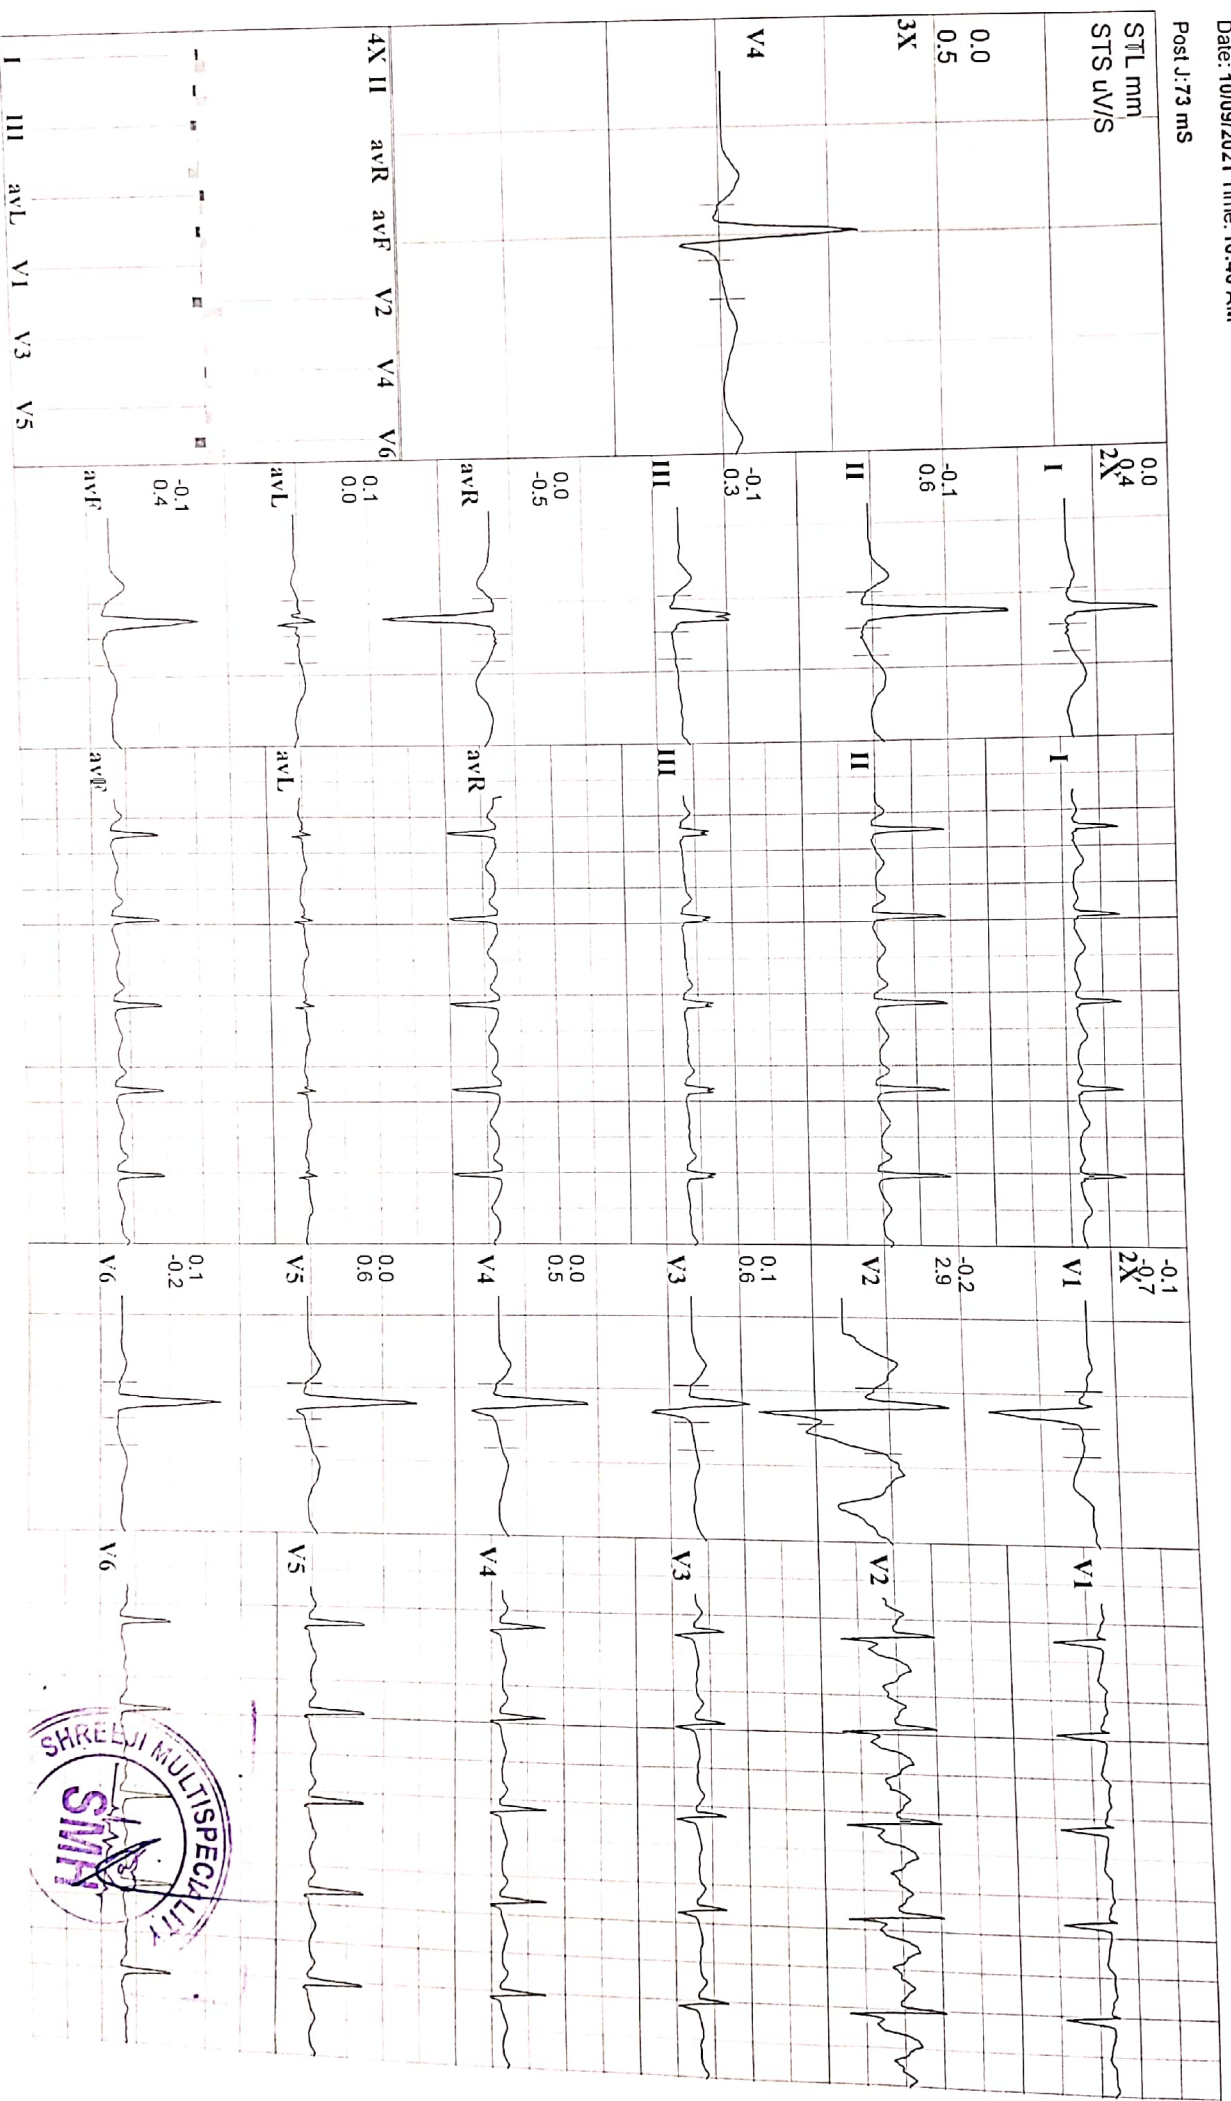 Post J:73 mS
STL mm
STS uV/S
0.0
0.5
3X
V4
4X II avR avF V2 V4 V6
I III avL V1 V3 V5
0.0
0.4
2X
I
-0.1
0.6
II
-0.1
0.3
III
0.0
-0.5
avR
0.1
0.0
avL
-0.1
0.4
avF
I
II
III
avR
avL
avF
-0.1
-0.7
2X
V1
-0.2
2.9
V2
0.1
0.6
V3
0.0
0.5
V4
0.0
0.6
V5
-0.1
-0.2
V6
V1
V2
V3
V4
V5
V6
SHREEJI MULTISPECIALITY
SMH